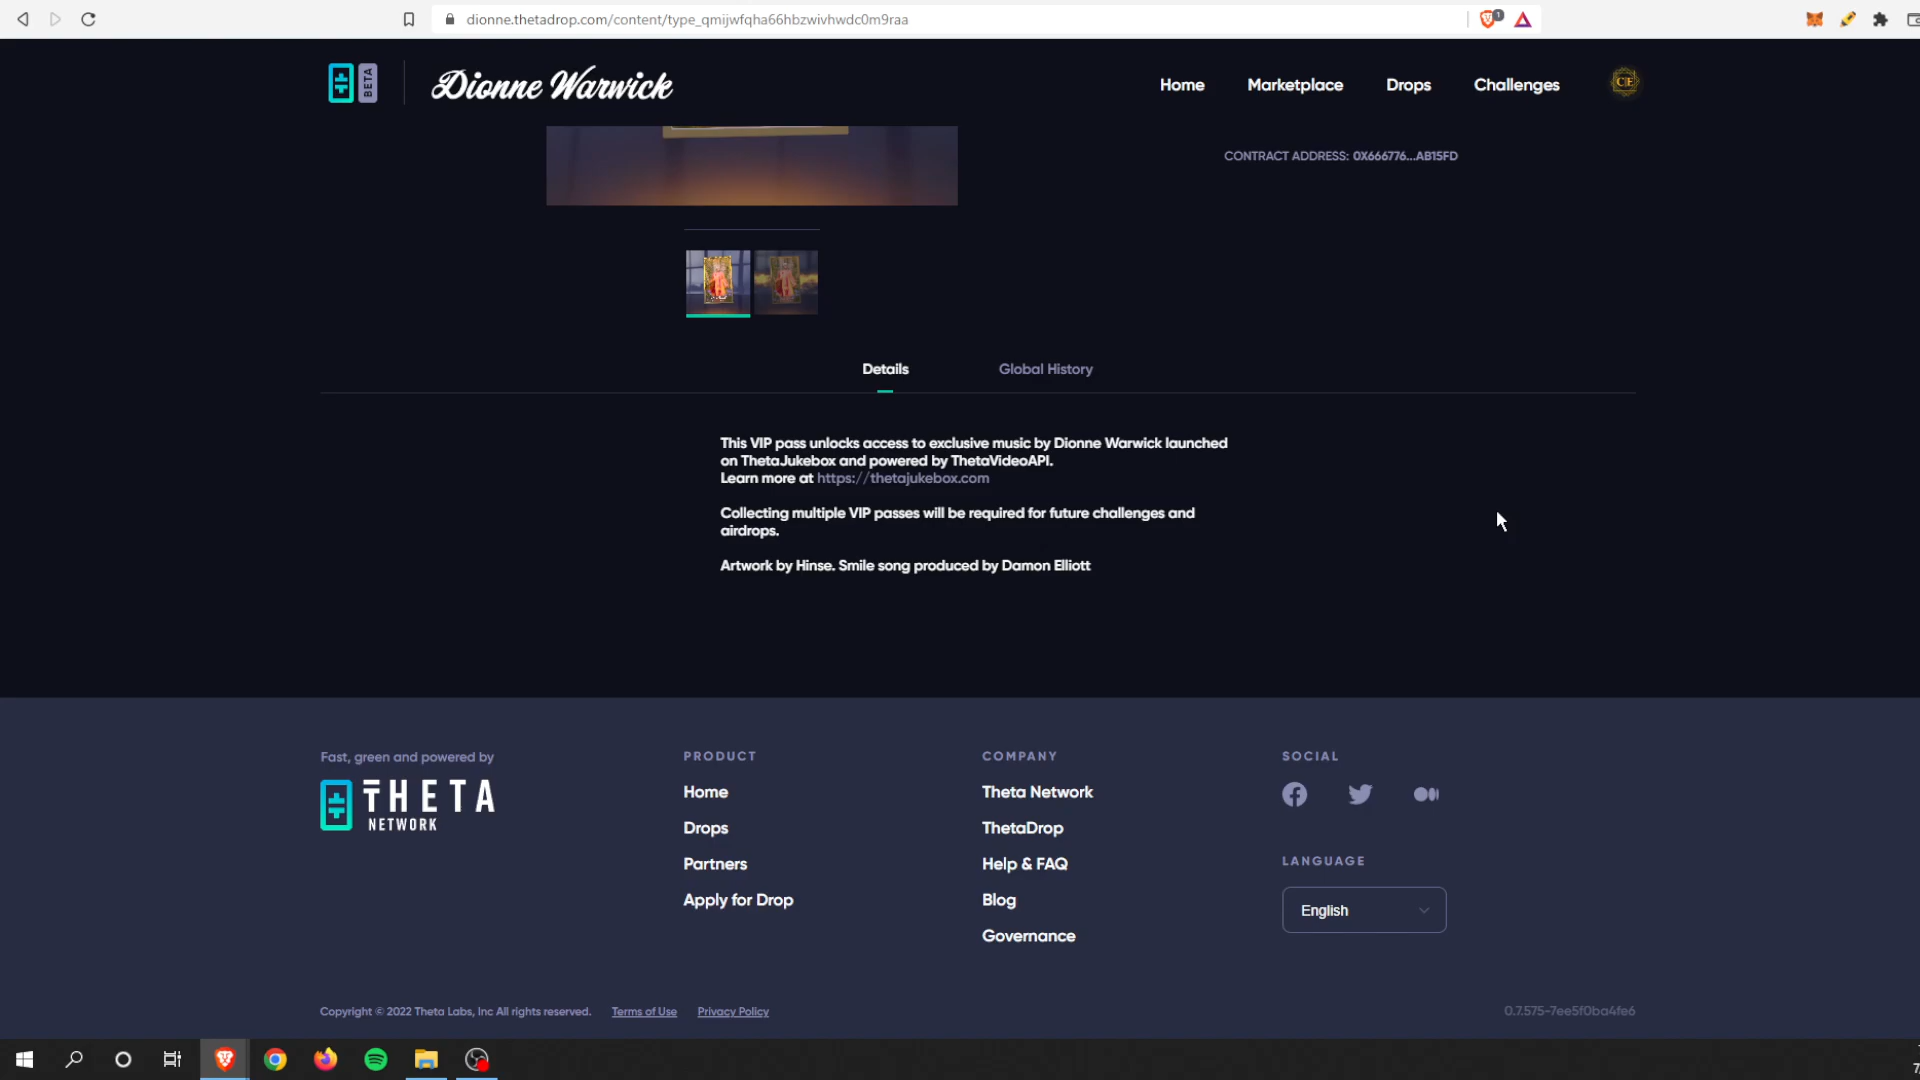 dionne.thetadrop.com/content/type_qmijwfqha66hbzwivhwdc0m9raa
1
BETA
Dionne Warwick
Home
Marketplace
Drops
Challenges
CE
CONTRACT ADDRESS: 0X666776...AB15FD
Details
Global History
This VIP pass unlocks access to exclusive music by Dionne Warwick launched
on ThetaJukebox and powered by ThetaVideoAPI.
Learn more at https://thetajukebox.com
Collecting multiple VIP passes will be required for future challenges and
airdrops.
Artwork by Hinse. Smile song produced by Damon Elliott
Fast, green and powered by
THETA
NETWORK
PRODUCT
Home
Drops
Partners
Apply for Drop
COMPANY
Theta Network
ThetaDrop
Help & FAQ
Blog
Governance
SOCIAL
LANGUAGE
English
Copyright © 2022 Theta Labs, Inc All rights reserved.
Terms of Use
Privacy Policy
0.7.575-7ee5f0ba4fe6